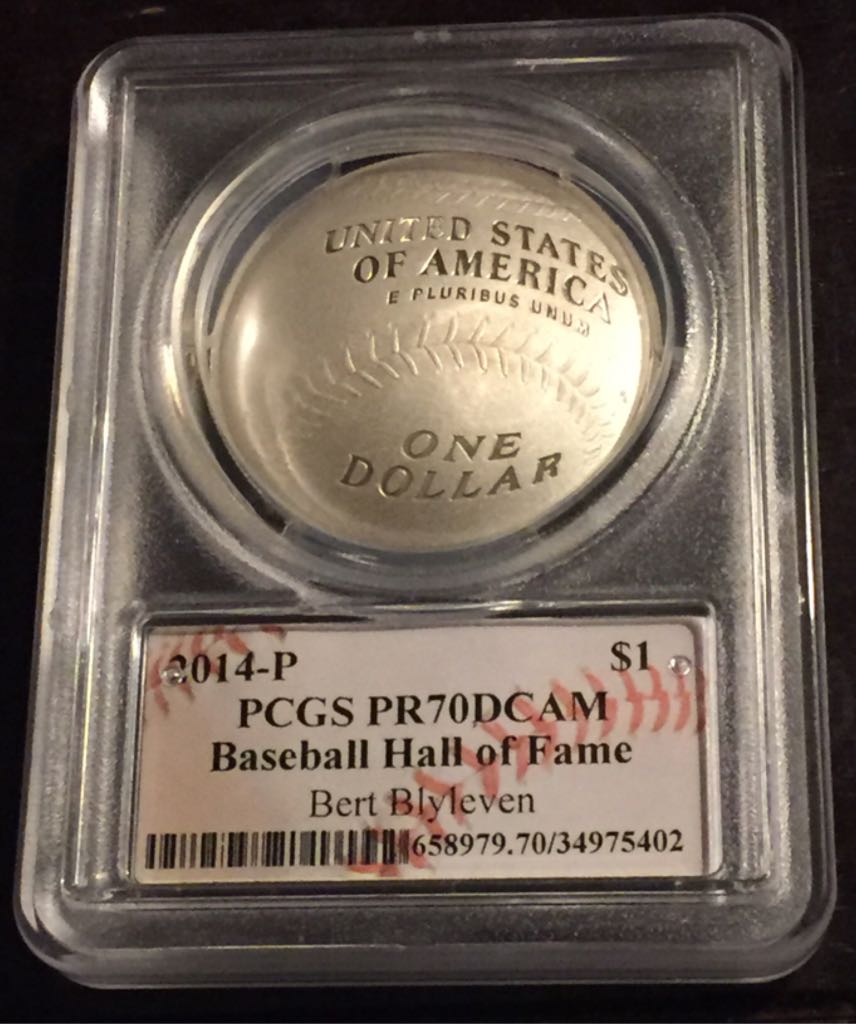 UNITED STATES
OF AMERICA
E PLURIBUS UNUM
ONE
DOLLAR
2014-P $1
PCGS PR70DCAM
Baseball Hall of Fame
Bert Blyleven
658979.70/34975402